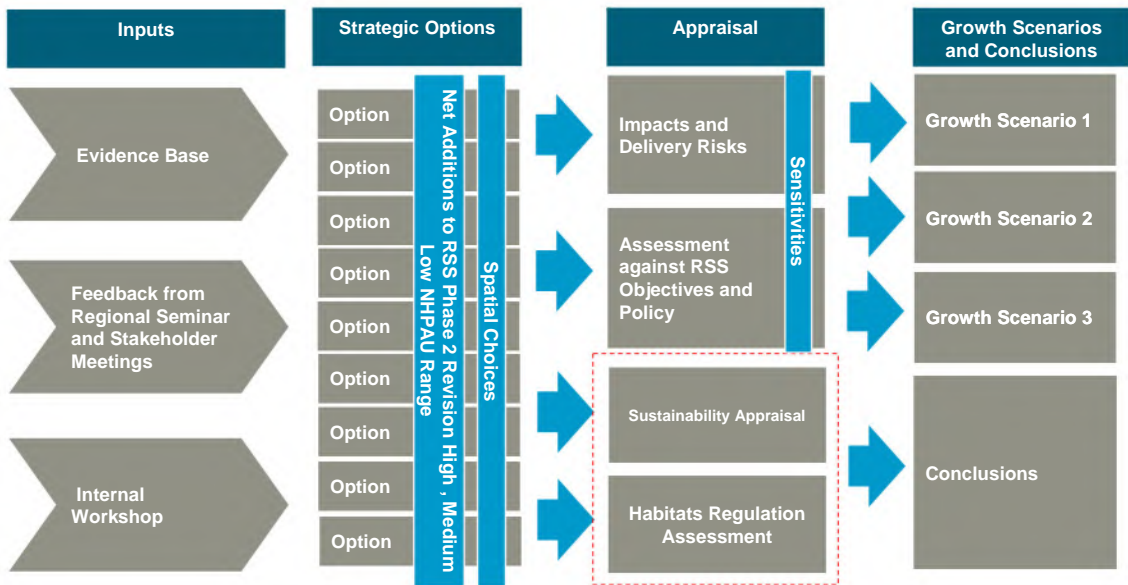 Inputs
Evidence Base
Feedback from
Regional Seminar
and Stakeholder
Meetings
Internal
Workshop
Strategic Options
Option
Option
Option
Option
Option
Option
Option
Option
Option
Net Additions to RSS Phase 2 Revision High , Medium
Low NHPAU Range
Spatial Choices
Appraisal
Impacts and
Delivery Risks
Assessment
against RSS
Objectives and
Policy
Sensitivities
Sustainability Appraisal
Habitats Regulation
Assessment
Growth Scenarios
and Conclusions
Growth Scenario 1
Growth Scenario 2
Growth Scenario 3
Conclusions